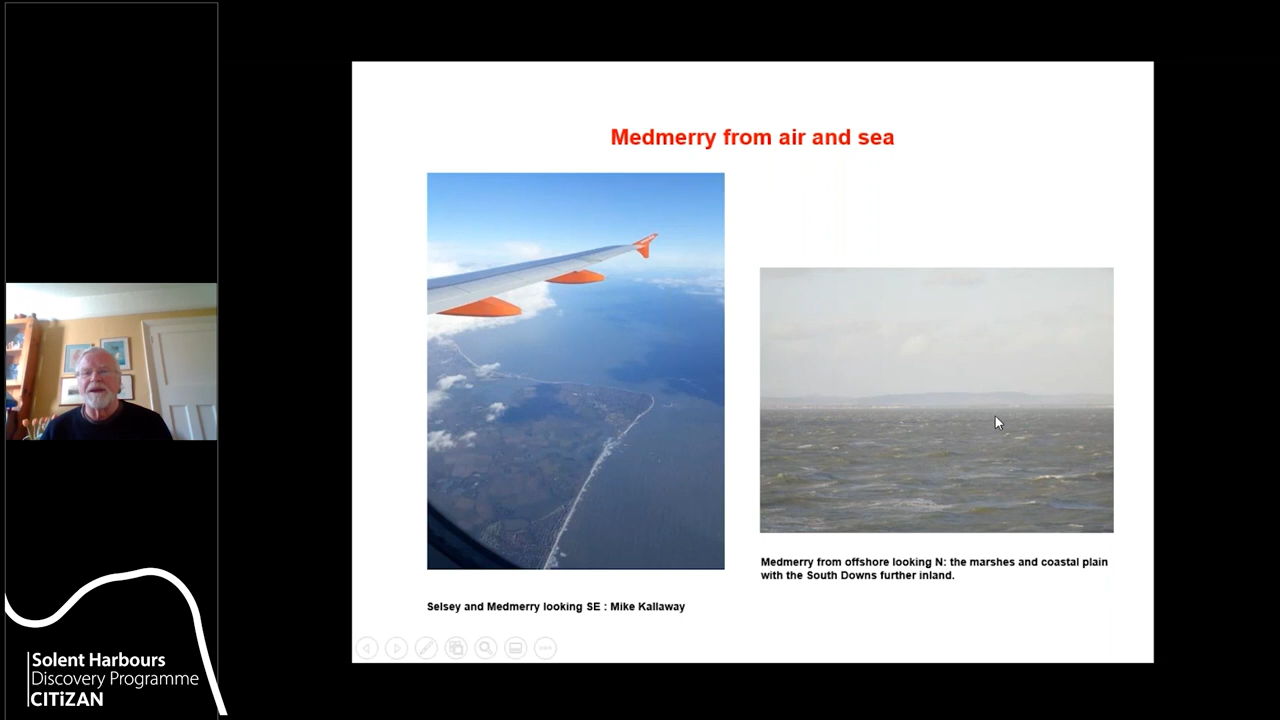 Medmerry from air and sea
Medmerry from offshore looking N: the marshes and coastal plain
with the South Downs further inland.
Selsey and Medmerry looking SE : Mike Kallaway
Solent Harbours
Discovery Programme
CITiZAN